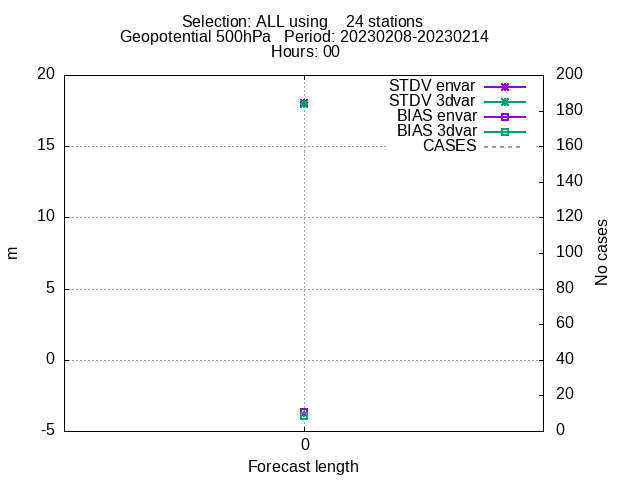 Selection: ALL using    24 stations
Geopotential 500hPa   Period: 20230208-20230214
Hours: 00
20
200
STDV envar
STDV 3dvar
180
BIAS envar
BIAS 3dvar
15
CASES
160
140
10
120
m
No cases
100
5
80
60
0
40
20
-5
0
0
Forecast length